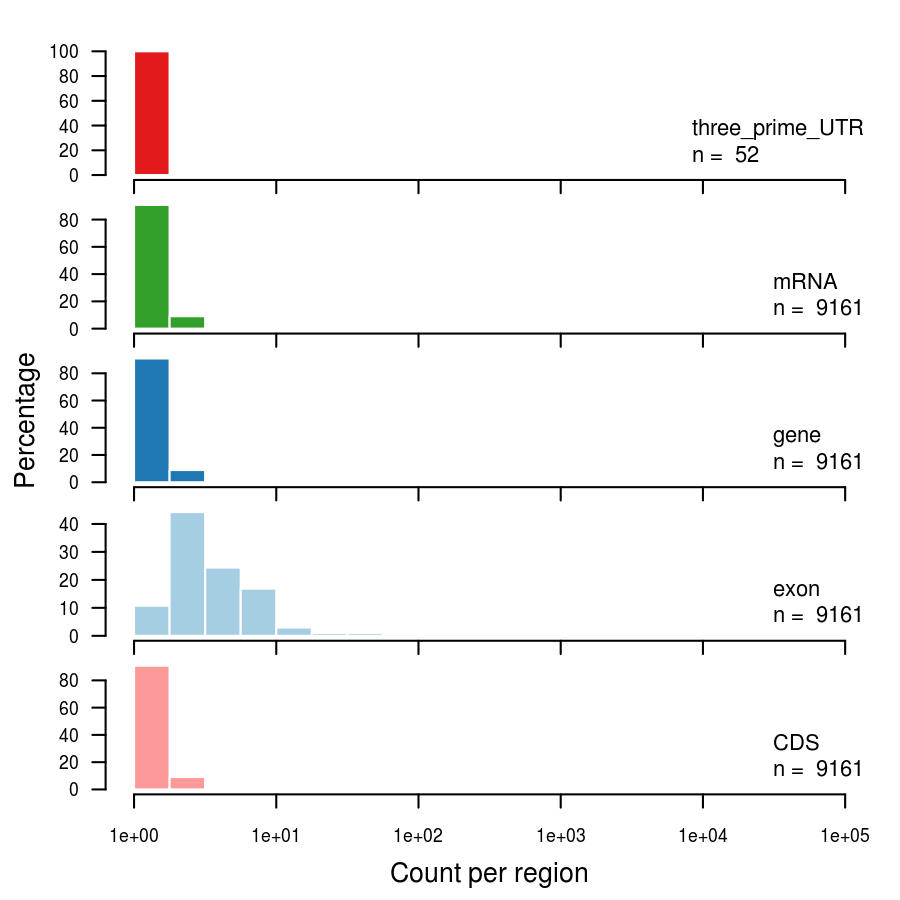 Percentage
100
80
60
40
20
0
three_prime_UTR
n = 52
80
60
40
20
0
mRNA
n = 9161
80
60
40
20
0
gene
n = 9161
40
30
20
10
0
exon
n = 9161
80
60
40
20
0
CDS
n = 9161
1e+00 1e+01 1e+02 1e+03 1e+04 1e+05
Count per region